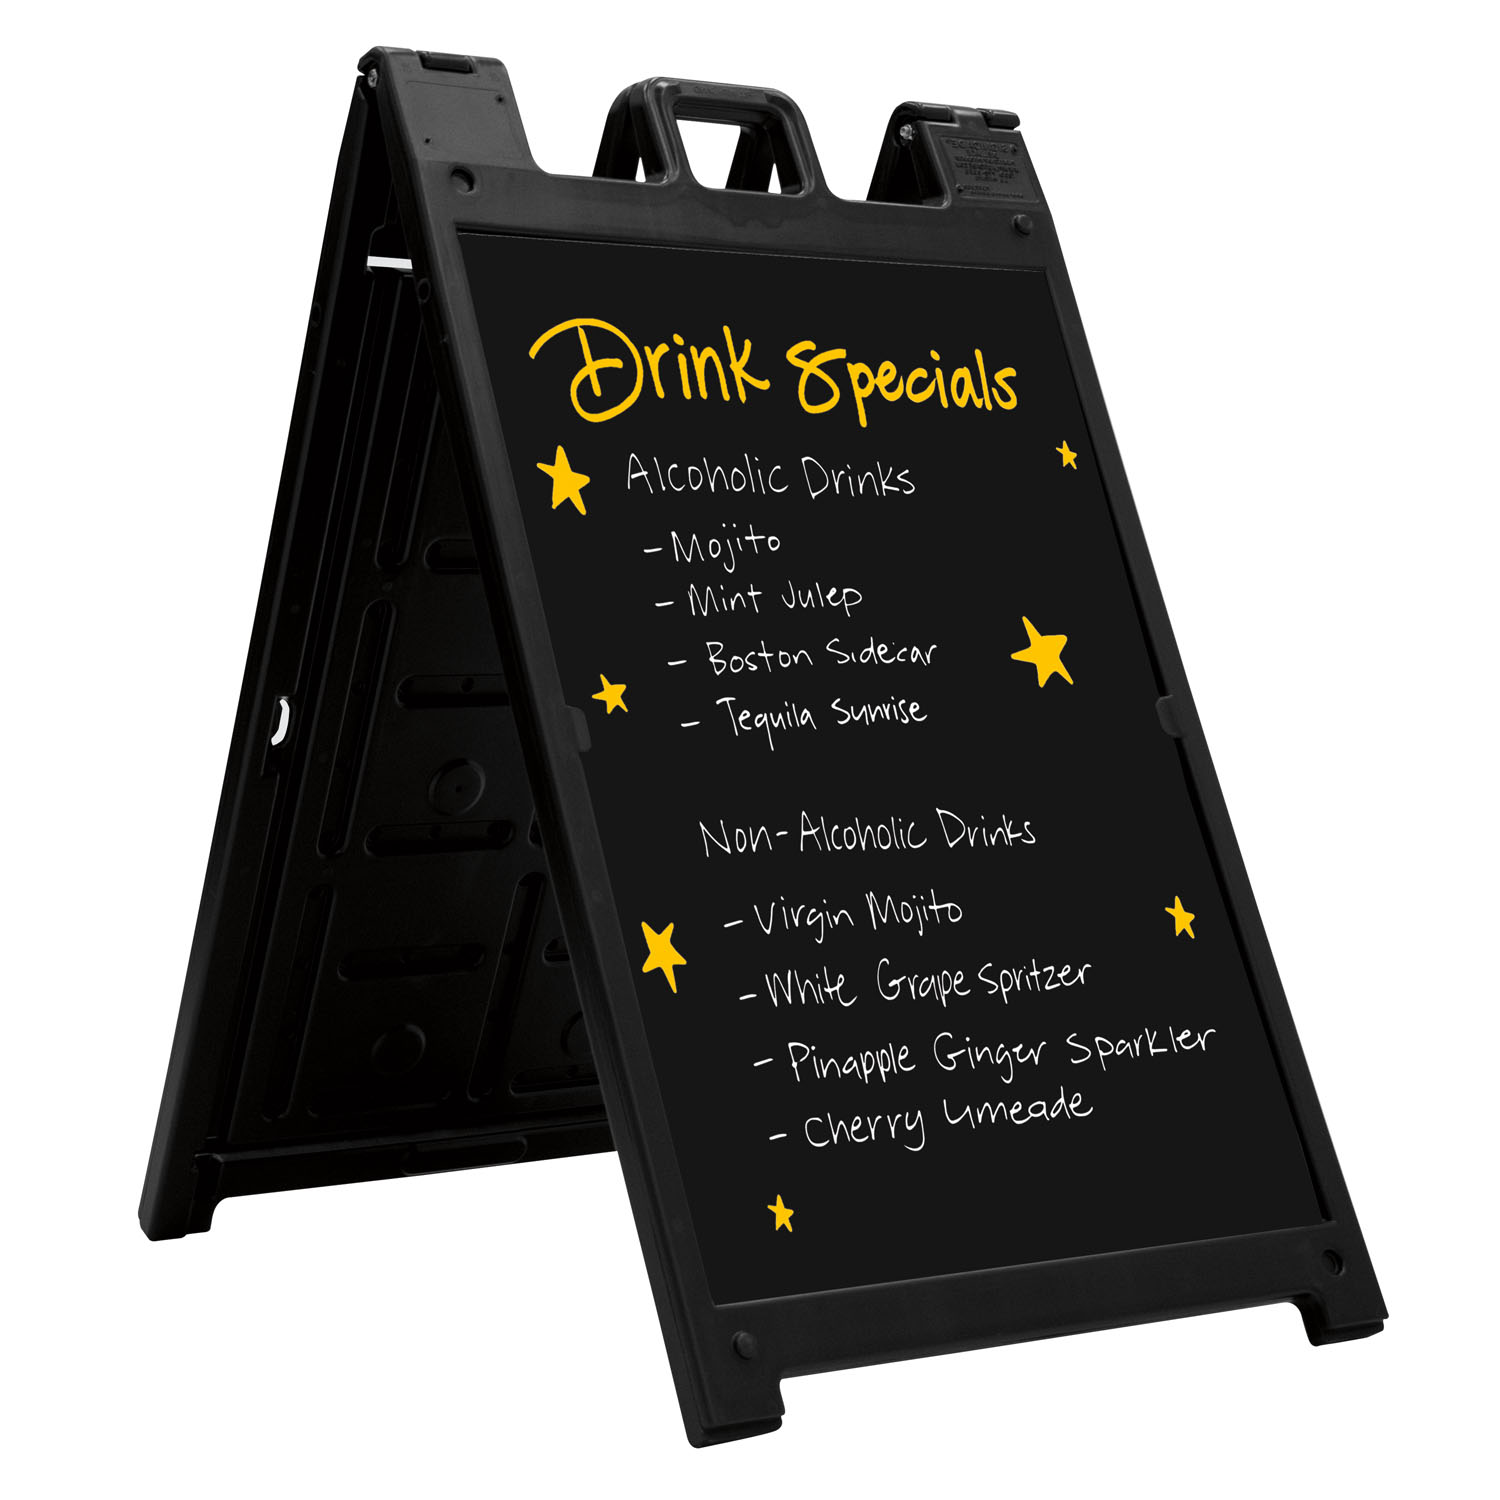 Drink Specials
Alcoholic Drinks
- Mojito
- Mint Julep
- Boston Sidecar
- Tequila Sunrise
Non-Alcoholic Drinks
- Virgin Mojito
- White Grape Spritzer
- Pinapple Ginger Sparkler
- Cherry Limeade